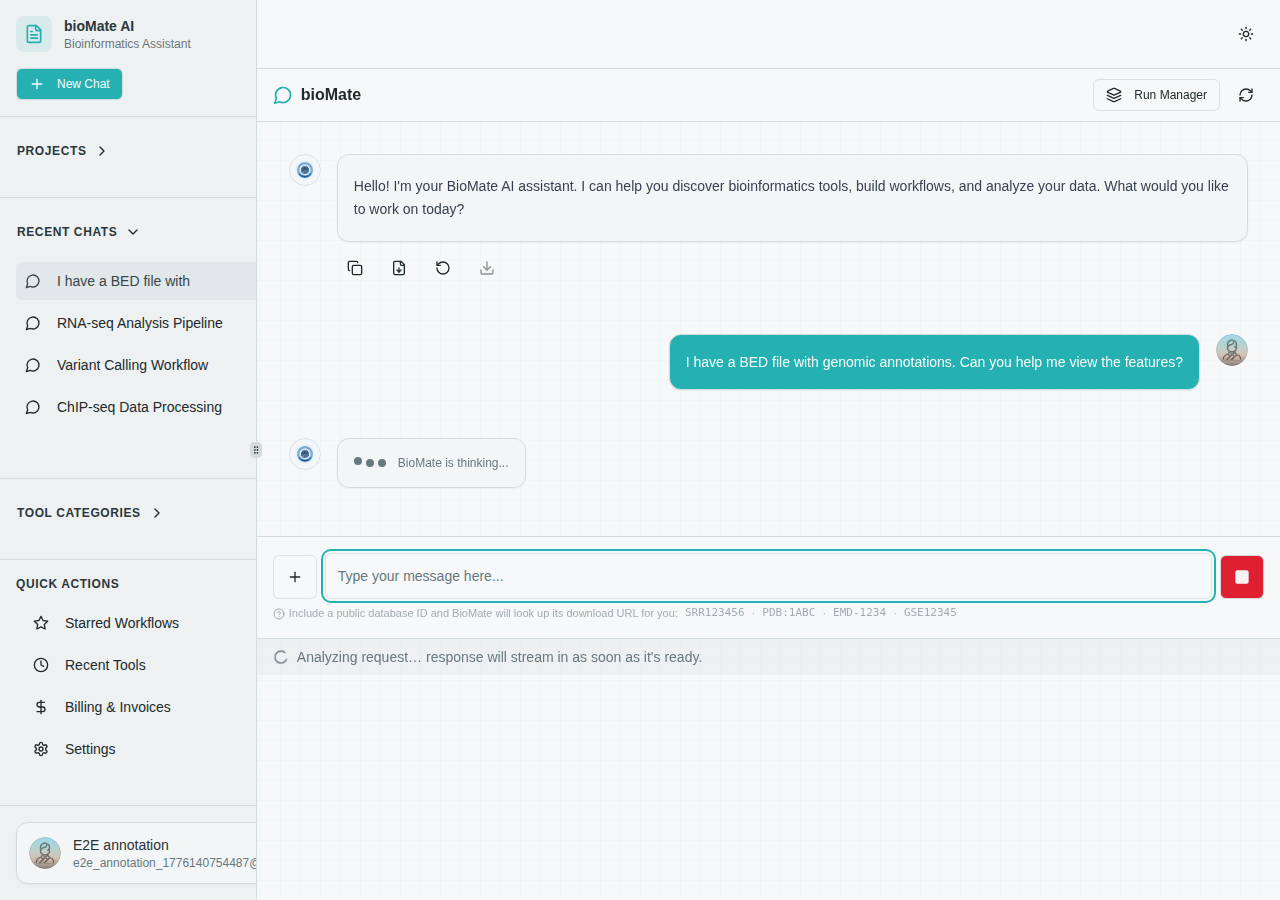 bioMate AI
Bioinformatics Assistant
New Chat
PROJECTS
RECENT CHATS
I have a BED file with
RNA-seq Analysis Pipeline
Variant Calling Workflow
ChIP-seq Data Processing
TOOL CATEGORIES
QUICK ACTIONS
Starred Workflows
Recent Tools
Billing & Invoices
Settings
E2E annotation
e2e_annotation_1776140754487@
bioMate
Run Manager
Hello! I'm your BioMate AI assistant. I can help you discover bioinformatics tools, build workflows, and analyze your data. What would you like
to work on today?
I have a BED file with genomic annotations. Can you help me view the features?
BioMate is thinking...
Type your message here...
Include a public database ID and BioMate will look up its download URL for you: SRR123456 · PDB:1ABC · EMD-1234 · GSE12345
Analyzing request… response will stream in as soon as it's ready.